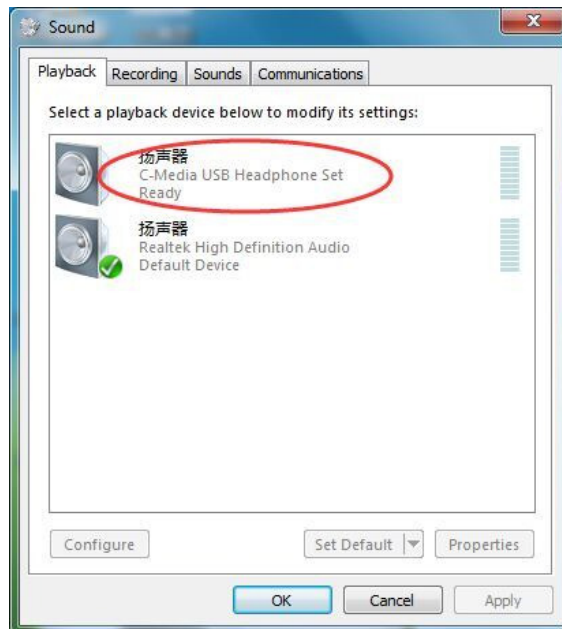 Sound
Playback Recording Sounds Communications
Select a playback device below to modify its settings:
扬声器
C-Media USB Headphone Set
Ready
扬声器
Realtek High Definition Audio
Default Device
Configure Set Default Properties
OK Cancel Apply